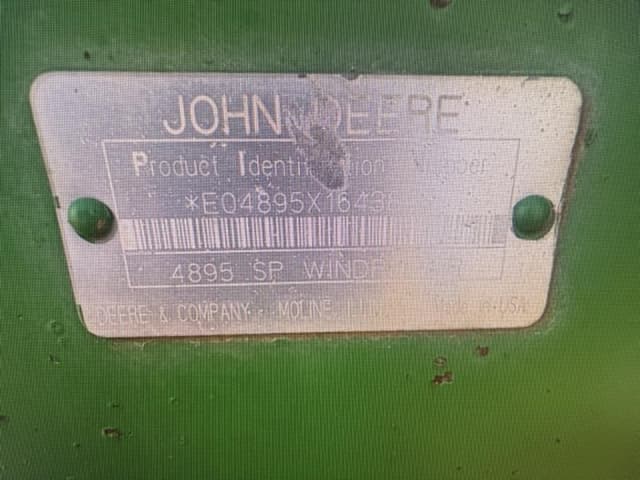 JOHN DEERE
Product Identification Number
*E04895X1643
4895 SP WINDROWER
DEERE & COMPANY MOLINE, ILLINOIS Made in USA